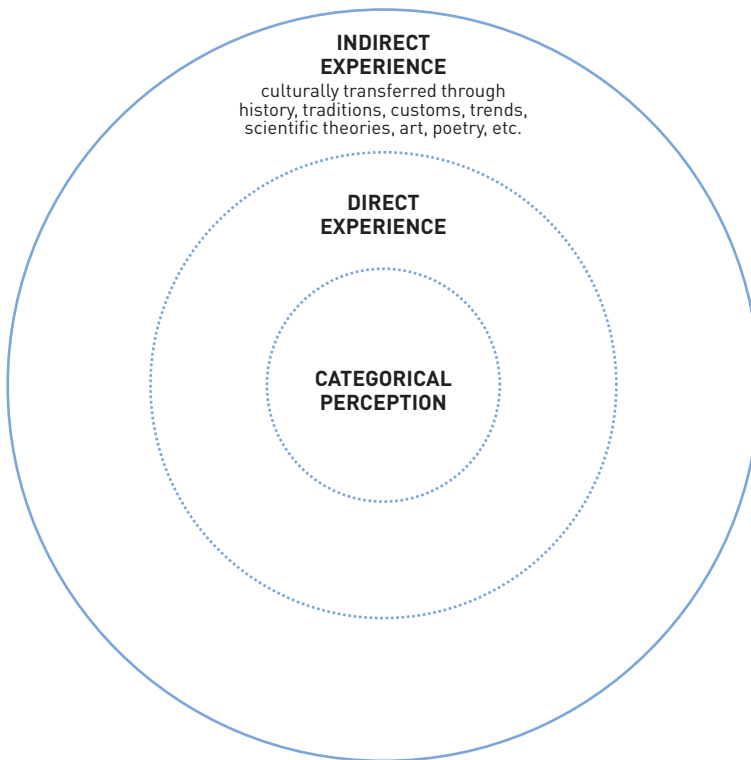 INDIRECT
EXPERIENCE
culturally transferred through
history, traditions, customs, trends,
scientific theories, art, poetry, etc.
DIRECT
EXPERIENCE
CATEGORICAL
PERCEPTION